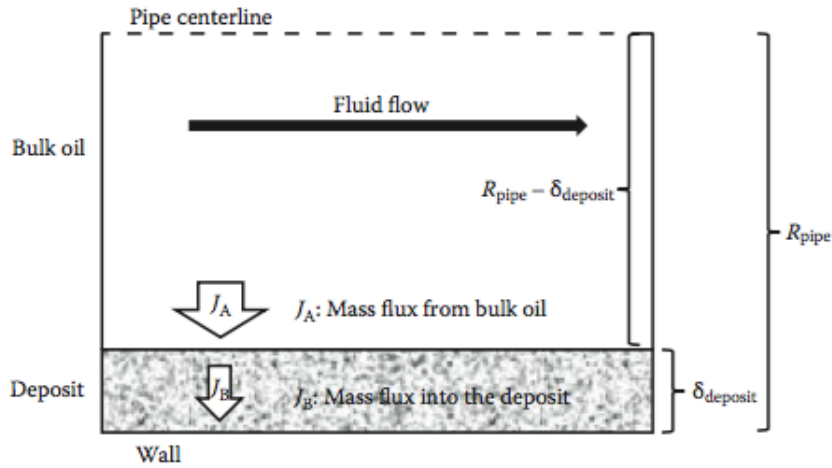 Pipe centerline
Fluid flow
Bulk oil
R_pipe – δ_deposit
R_pipe
J_A
J_A: Mass flux from bulk oil
Deposit
J_B
J_B: Mass flux into the deposit
δ_deposit
Wall